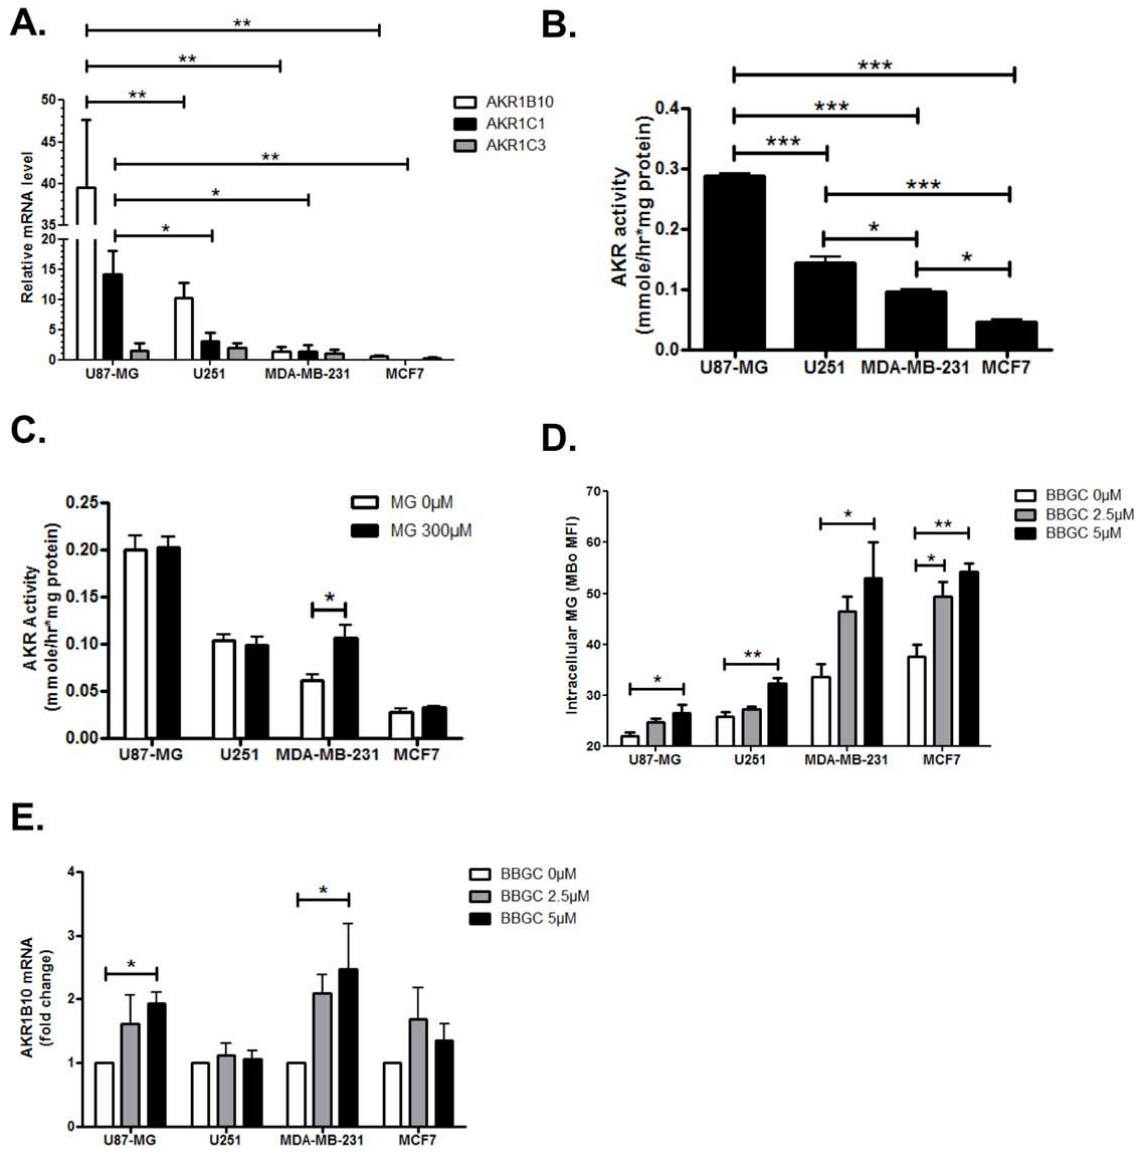 A.
**
**
**
**
*
*
Relative mRNA level
50
45
40
35
20
15
10
5
0
U87-MG U251 MDA-MB-231 MCF7
AKR1B10
AKR1C1
AKR1C3
B.
***
***
***
***
*
*
AKR activity
(mmole/hr*mg protein)
0.4
0.3
0.2
0.1
0.0
U87-MG U251 MDA-MB-231 MCF7
C.
AKR Activity
(mmole/hr*mg protein)
0.25
0.20
0.15
0.10
0.05
0.00
*
U87-MG U251 MDA-MB-231 MCF7
MG 0µM
MG 300µM
D.
Intracellular MG (MBo MFI)
70
60
50
40
30
20
*
**
*
**
*
U87-MG U251 MDA-MB-231 MCF7
BBGC 0µM
BBGC 2.5µM
BBGC 5µM
E.
AKR1B10 mRNA
(fold change)
4
3
2
1
0
*
*
U87-MG U251 MDA-MB-231 MCF7
BBGC 0µM
BBGC 2.5µM
BBGC 5µM